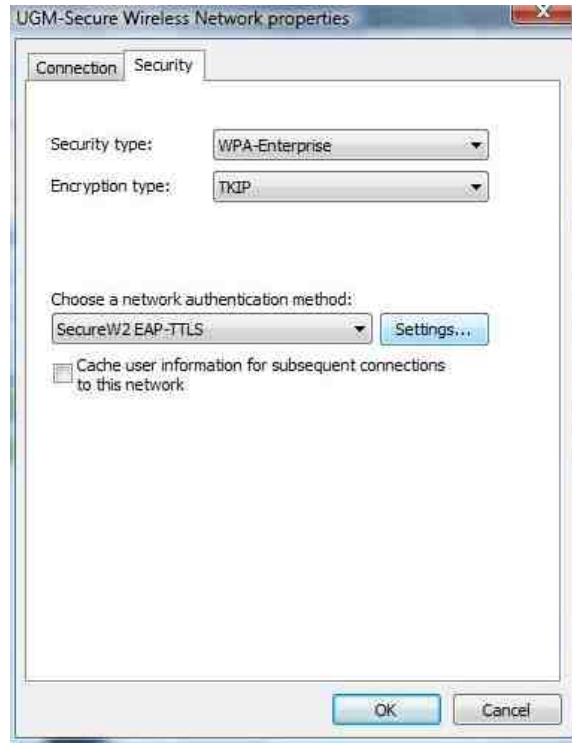 UGM-Secure Wireless Network properties
Connection
Security
Security type:
WPA-Enterprise
Encryption type:
TKIP
Choose a network authentication method:
SecureW2 EAP-TTLS
Settings...
Cache user information for subsequent connections
to this network
OK
Cancel